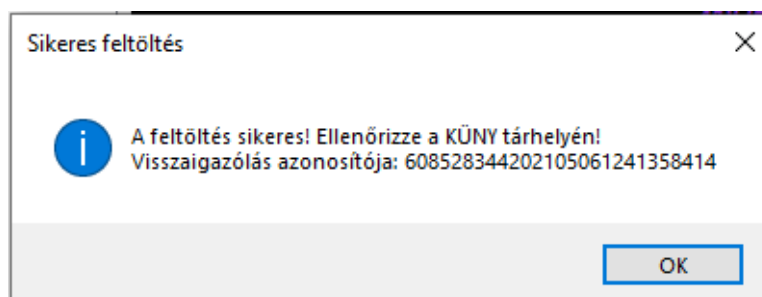 Sikeres feltöltés
A feltöltés sikeres! Ellenőrizze a KÜNY tárhelyén!
Visszaigazolás azonosítója: 608528344202105061241358414
OK